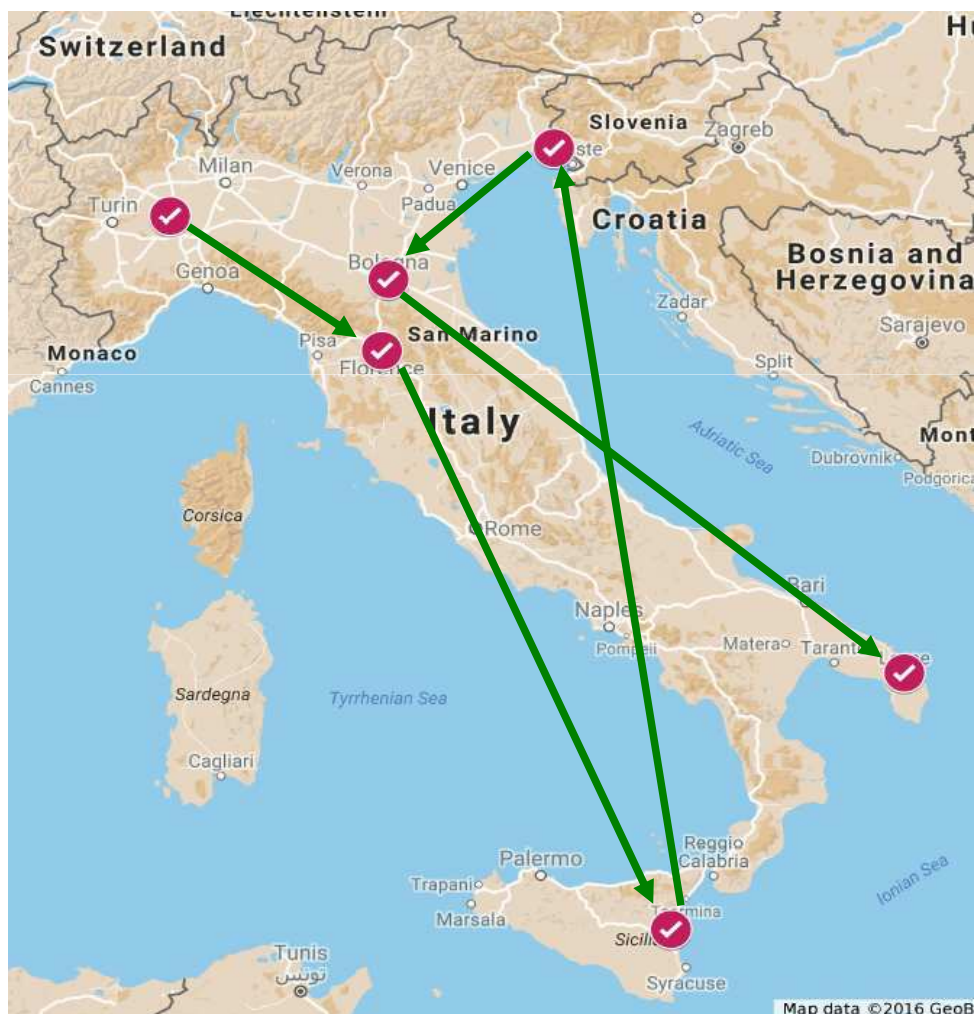 Liechtenstein
Switzerland
Hu
Slovenia
Zagreb
Milan
Verona
Venice
Padua
Turin
Croatia
Bologna
Genoa
Bosnia and
Herzegovina
Zadar
Sarajevo
San Marino
Pisa
Monaco
Florence
Cannes
Split
Italy
Adriatic Sea
Mont
Dubrovnik
Podgorica
Corsica
Rome
Bari
Naples
Pompeii
Matera
Sardegna
Tyrrhenian Sea
Cagliari
Reggio
Calabria
Palermo
Trapani
Marsala
Ionian Sea
Syracuse
Tunis
تونس
Map data ©2016 GeoB